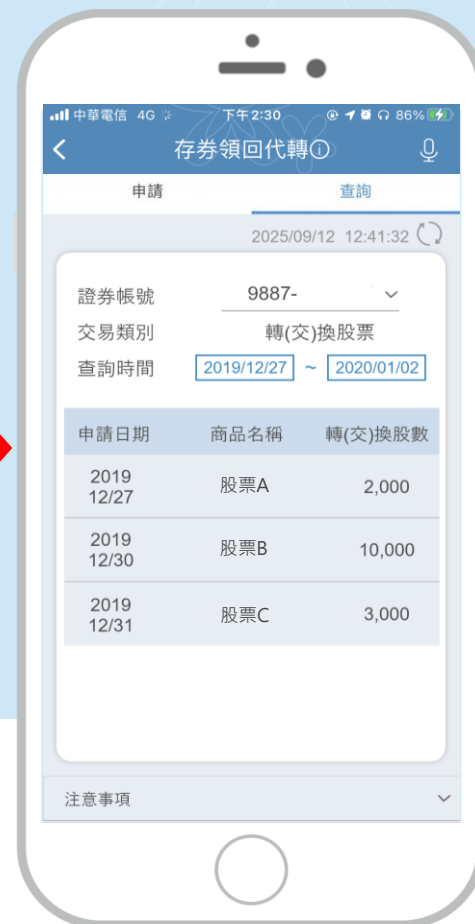 中華電信 4G 下午2:30 86%
存券領回代轉ⓘ
申請 查詢
2025/09/12 12:41:32
證券帳號 9887-
交易類別 轉(交)換股票
查詢時間 2019/12/27 ~ 2020/01/02
申請日期 商品名稱 轉(交)換股數
2019
12/27 股票A 2,000
2019
12/30 股票B 10,000
2019
12/31 股票C 3,000
注意事項